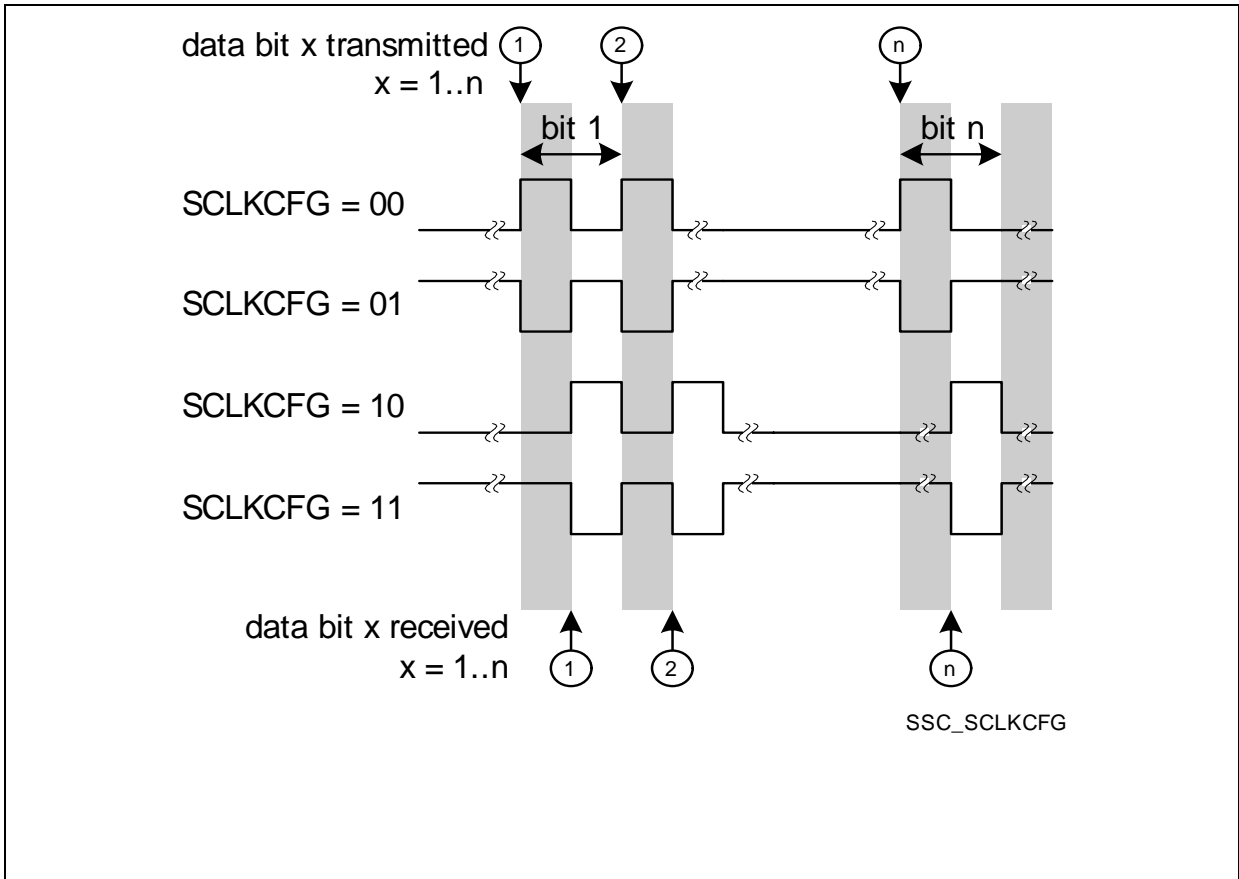 data bit x transmitted
x = 1..n
1
2
n
bit 1
bit n
SCLKCFG = 00
SCLKCFG = 01
SCLKCFG = 10
SCLKCFG = 11
data bit x received
x = 1..n
1
2
n
SSC_SCLKCFG